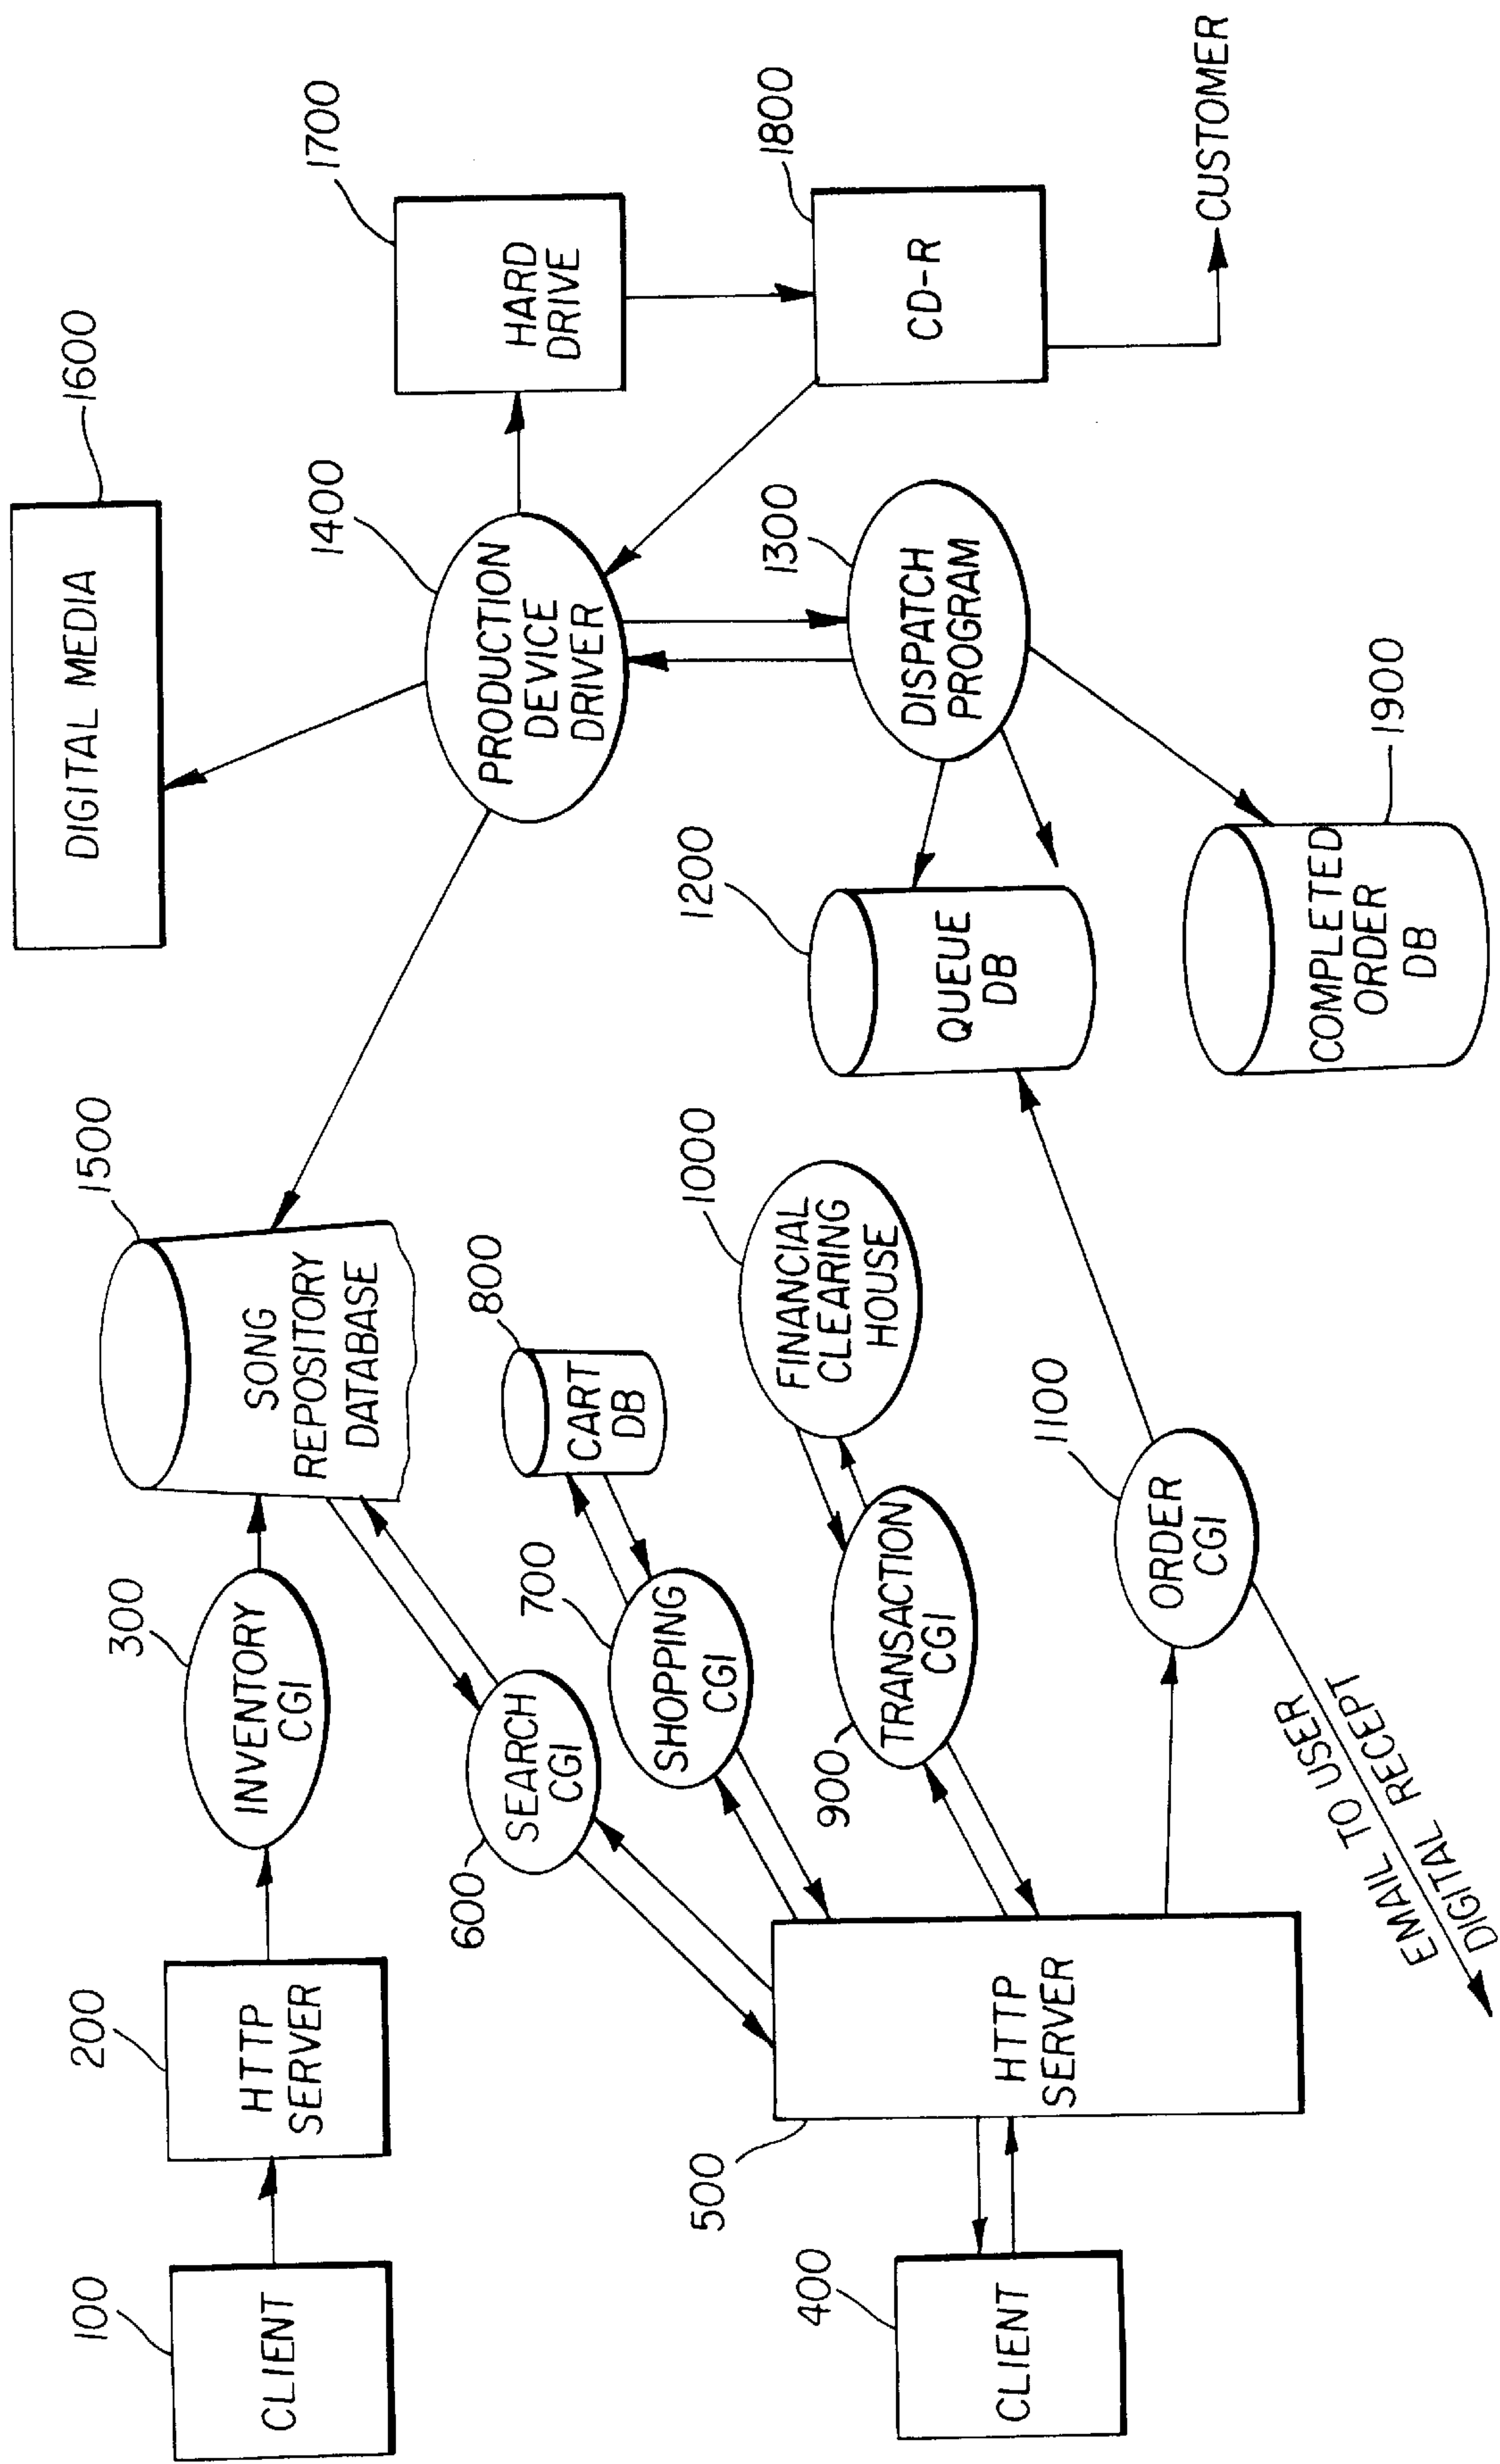 100
CLIENT
200
HTTP
SERVER
300
INVENTORY
CGI
1500
SONG
REPOSITORY
DATABASE
1600
DIGITAL MEDIA
1400
PRODUCTION
DEVICE
DRIVER
1700
HARD
DRIVE
600
SEARCH
CGI
700
SHOPPING
CGI
800
CART
DB
400
CLIENT
500
HTTP
SERVER
900
TRANSACTION
CGI
1000
FINANCIAL
CLEARING
HOUSE
1200
QUEUE
DB
1300
DISPATCH
PROGRAM
1800
CD-R
CUSTOMER
1100
ORDER
CGI
EMAIL TO USER
DIGITAL RECEPT
1900
COMPLETED
ORDER
DB